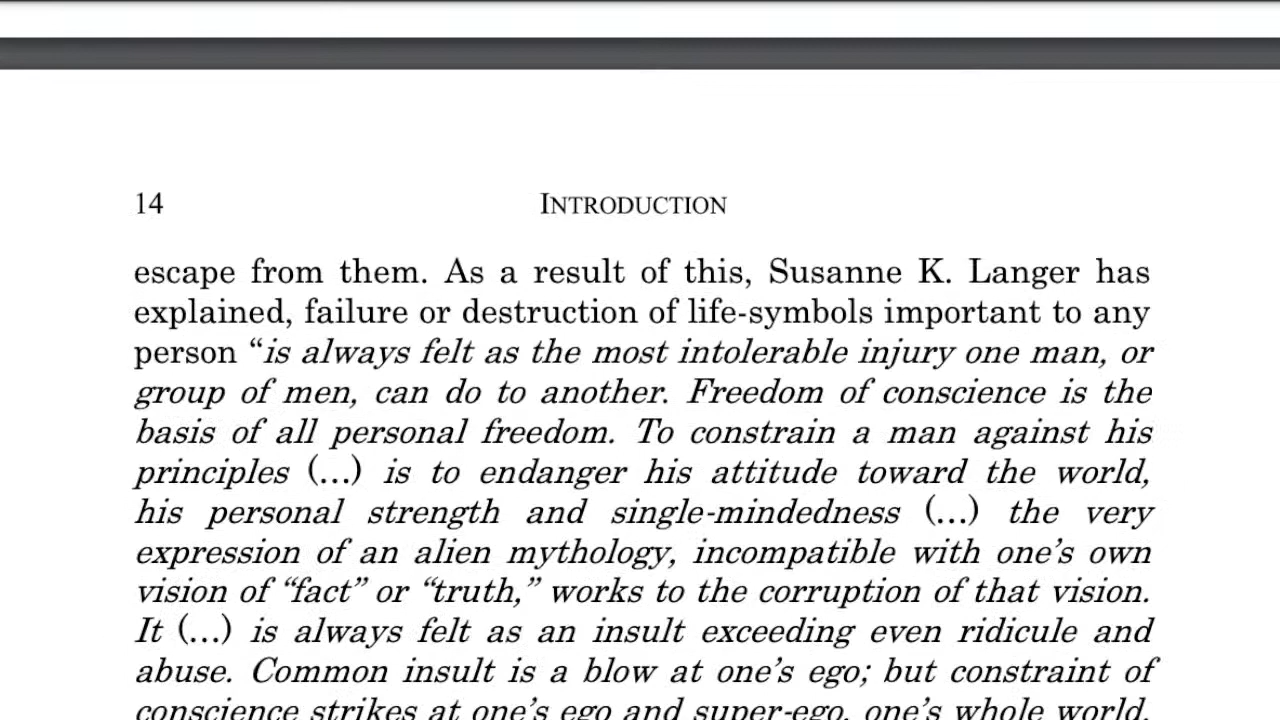 14 INTRODUCTION
escape from them. As a result of this, Susanne K. Langer has
explained, failure or destruction of life-symbols important to any
person “is always felt as the most intolerable injury one man, or
group of men, can do to another. Freedom of conscience is the
basis of all personal freedom. To constrain a man against his
principles (…) is to endanger his attitude toward the world,
his personal strength and single-mindedness (…) the very
expression of an alien mythology, incompatible with one’s own
vision of “fact” or “truth,” works to the corruption of that vision.
It (…) is always felt as an insult exceeding even ridicule and
abuse. Common insult is a blow at one’s ego; but constraint of
conscience strikes at one’s ego and super-ego, one’s whole world,